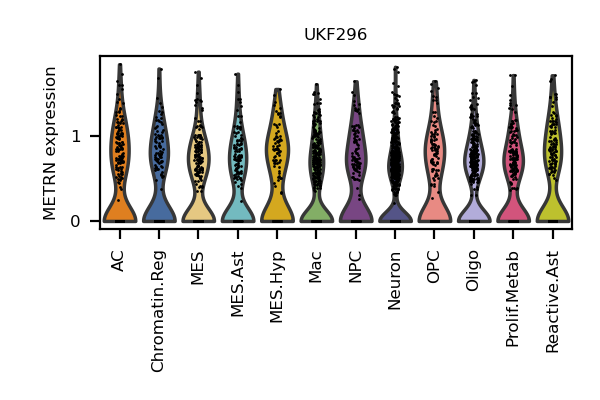 UKF296
METRN expression
1
0
AC
Chromatin.Reg
MES
MES.Ast
MES.Hyp
Mac
NPC
Neuron
OPC
Oligo
Prolif.Metab
Reactive.Ast